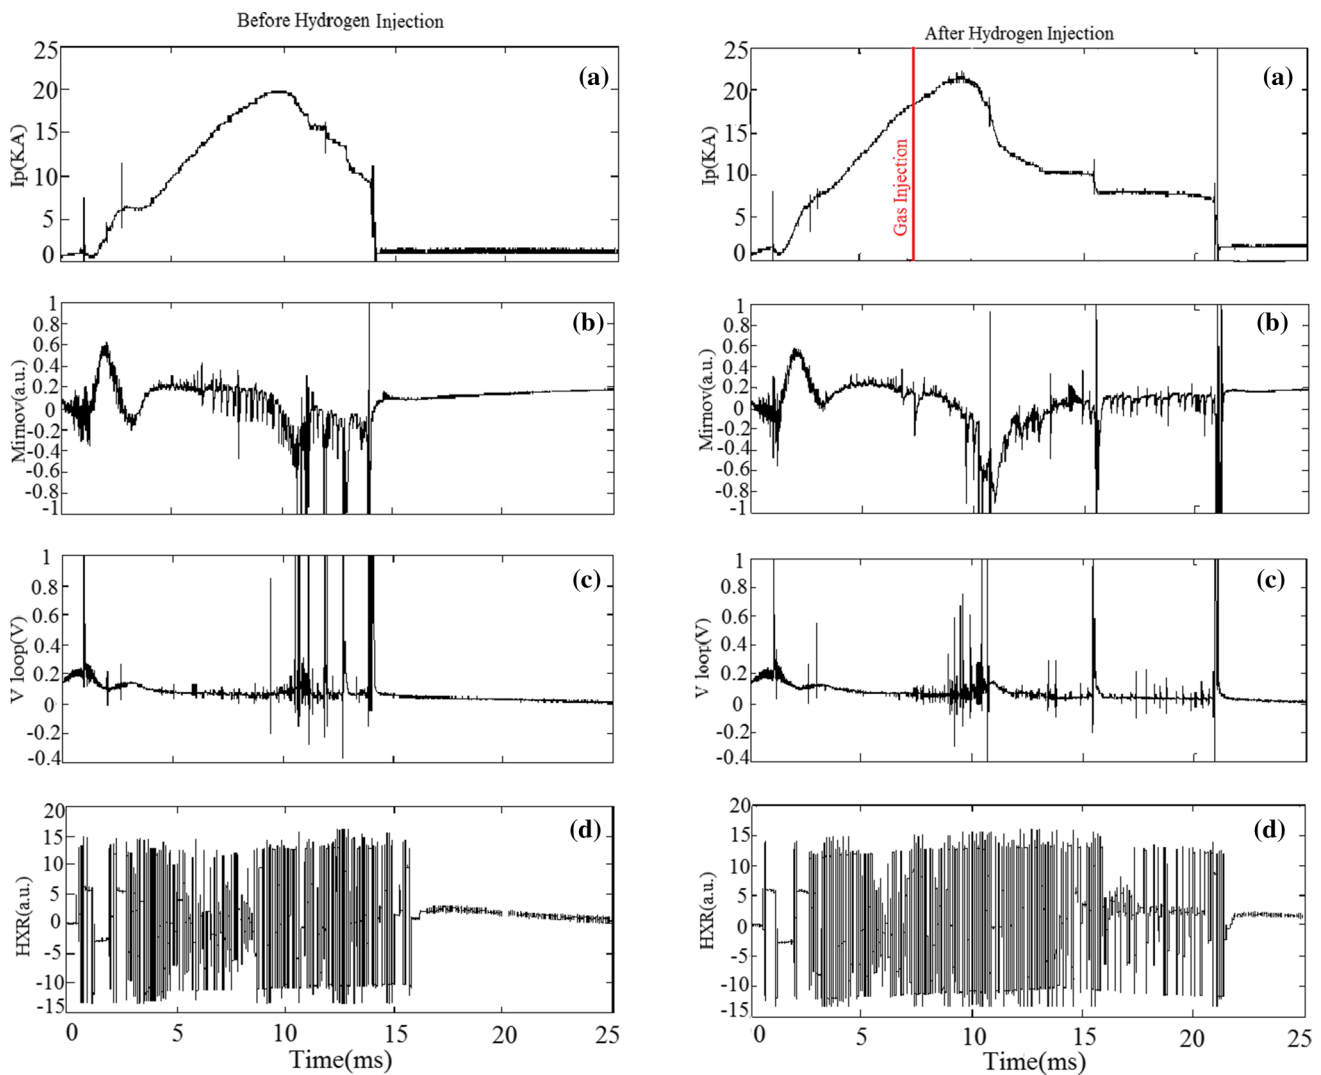 Before Hydrogen Injection
25
20
15
10
5
0
Ip(KA)
(a)
1
0.8
0.6
0.4
0.2
0
-0.2
-0.4
-0.6
-0.8
-1
Mirnov(a.u.)
(b)
1
0.8
0.6
0.4
0.2
0
-0.2
-0.4
V loop(V)
(c)
20
15
10
5
0
-5
-10
-15
HXR(a.u.)
(d)
0 5 10 15 20 25
Time(ms)
After Hydrogen Injection
25
20
15
10
5
0
Ip(KA)
Gas Injection
(a)
1
0.8
0.6
0.4
0.2
0
-0.2
-0.4
-0.6
-0.8
-1
Mirnov(a.u.)
(b)
1
0.8
0.6
0.4
0.2
0
-0.2
-0.4
V loop(V)
(c)
20
15
10
5
0
-5
-10
-15
HXR(a.u.)
(d)
0 5 10 15 20 25
Time(ms)